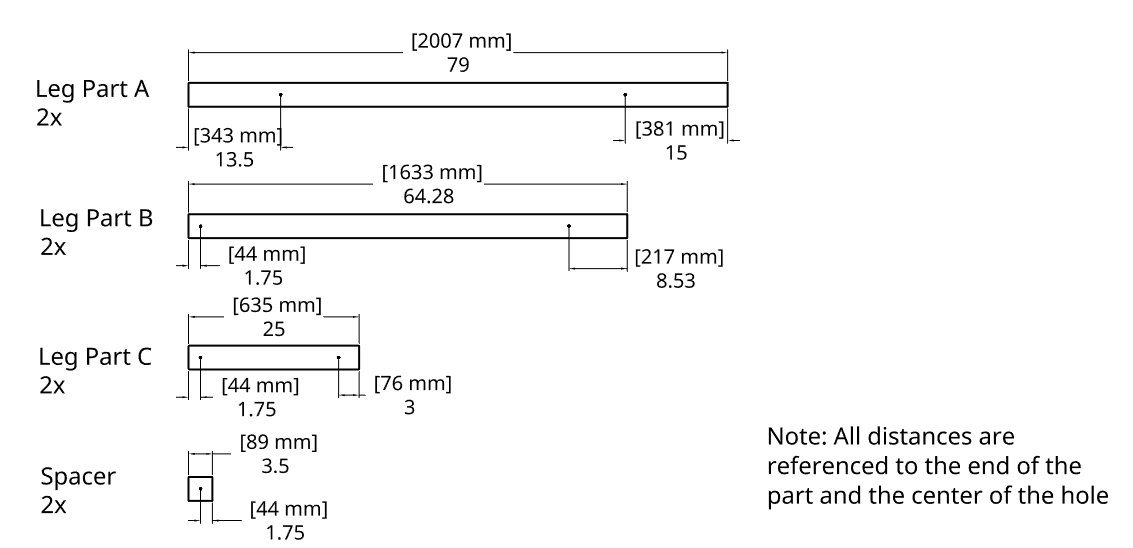 [2007 mm]
79
Leg Part A
2x
[343 mm]
13.5
[381 mm]
15
[1633 mm]
64.28
Leg Part B
2x
[44 mm]
1.75
[217 mm]
8.53
[635 mm]
25
Leg Part C
2x
[44 mm]
1.75
[76 mm]
3
[89 mm]
3.5
Spacer
2x
[44 mm]
1.75
Note: All distances are
referenced to the end of the
part and the center of the hole